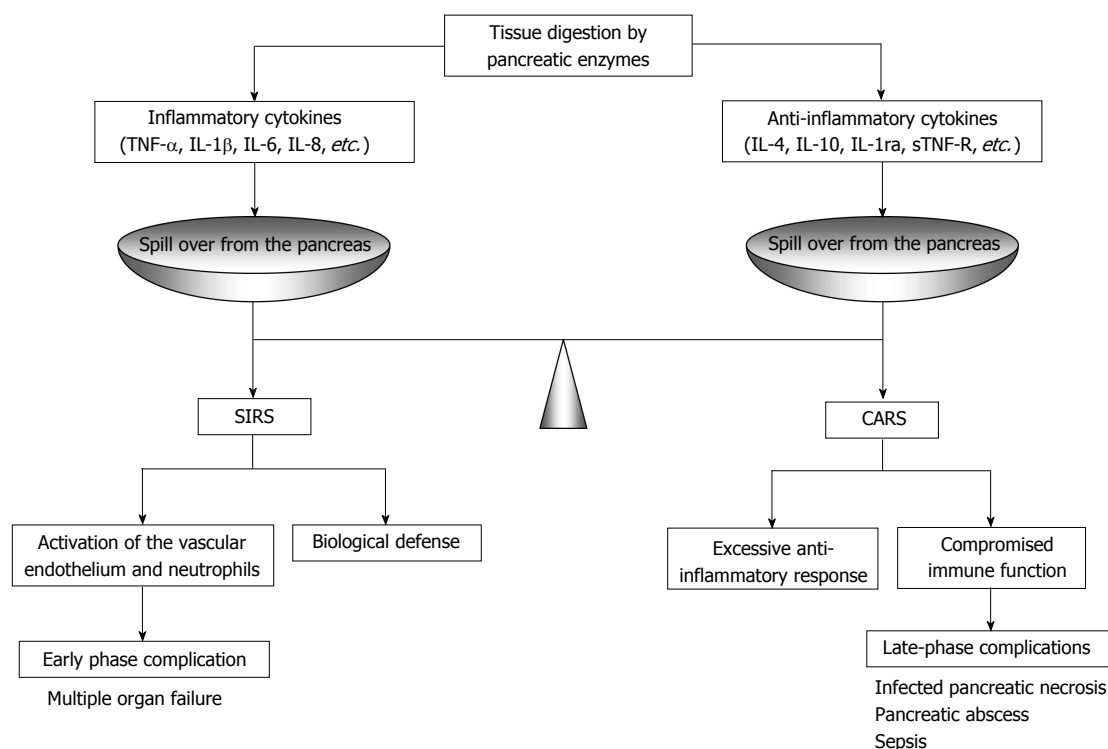 Tissue digestion by
pancreatic enzymes
Inflammatory cytokines
(TNF-α, IL-1β, IL-6, IL-8, etc.)
Anti-inflammatory cytokines
(IL-4, IL-10, IL-1ra, sTNF-R, etc.)
Spill over from the pancreas
Spill over from the pancreas
SIRS
CARS
Activation of the vascular
endothelium and neutrophils
Biological defense
Excessive anti-
inflammatory response
Compromised
immune function
Early phase complication
Multiple organ failure
Late-phase complications
Infected pancreatic necrosis
Pancreatic abscess
Sepsis